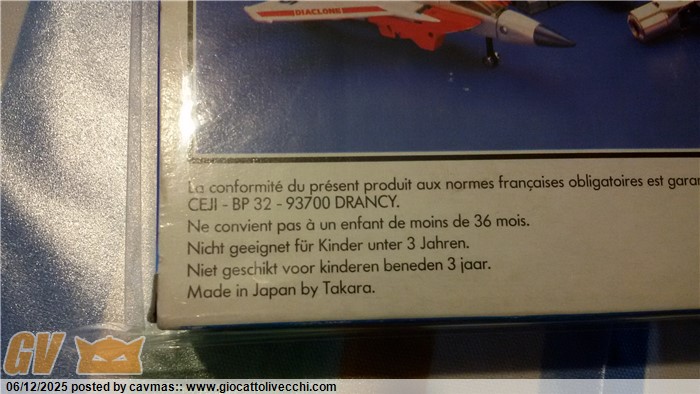 DIACLONE
La conformité du présent produit aux normes françaises obligatoires est garan
CEJI - BP 32 - 93700 DRANCY.
Ne convient pas à un enfant de moins de 36 mois.
Nicht geeignet für Kinder unter 3 Jahren.
Niet geschikt voor kinderen beneden 3 jaar.
Made in Japan by Takara.
GV
06/12/2025 posted by cavmas:: www.giocattolivecchi.com